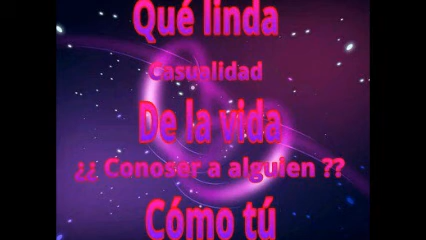 Qué linda
Casualidad
De la vida
¿¿ Conoser a alguien ??
Cómo tú